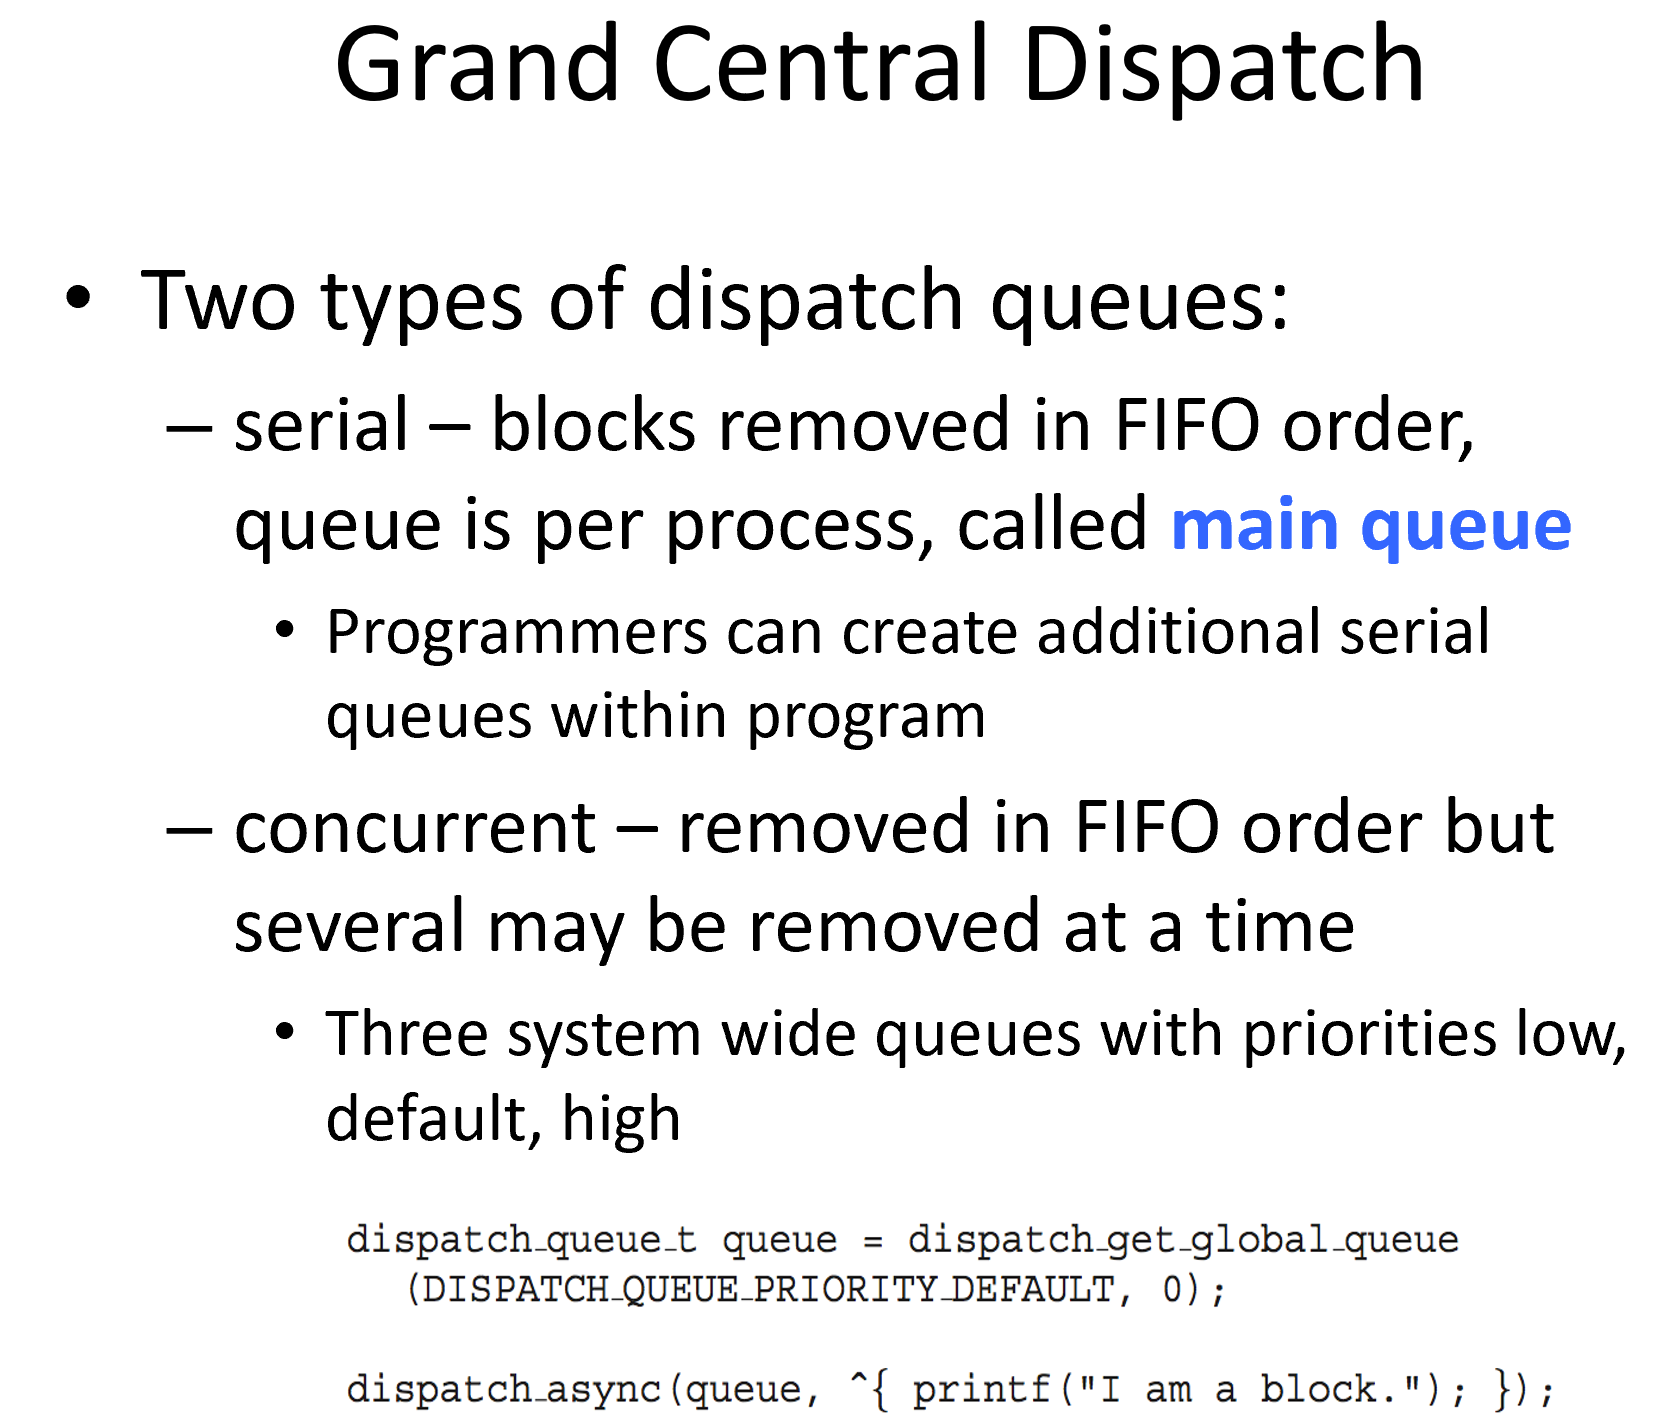 Grand Central Dispatch
• Two types of dispatch queues:
– serial – blocks removed in FIFO order,
queue is per process, called main queue
• Programmers can create additional serial
queues within program
– concurrent – removed in FIFO order but
several may be removed at a time
• Three system wide queues with priorities low,
default, high
dispatch_queue_t queue = dispatch_get_global_queue
(DISPATCH_QUEUE_PRIORITY_DEFAULT, 0);
dispatch_async(queue, ^{ printf("I am a block."); });